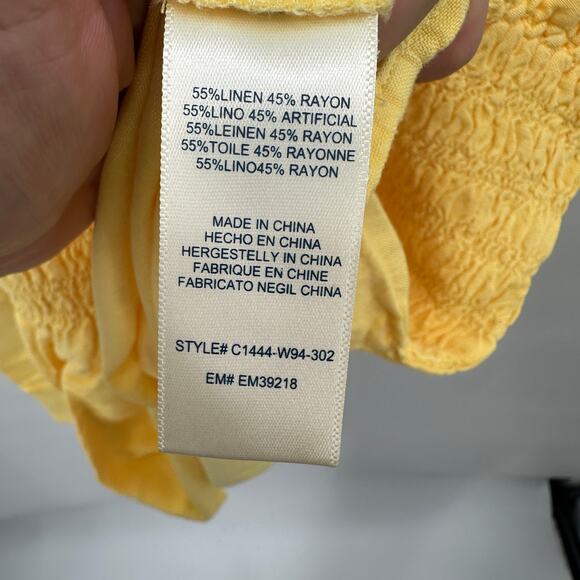 55%LINEN 45% RAYON
55%LINO 45% ARTIFICIAL
55%LEINEN 45% RAYON
55%TOILE 45% RAYONNE
55%LINO45% RAYON
MADE IN CHINA
HECHO EN CHINA
HERGESTELLY IN CHINA
FABRIQUE EN CHINE
FABRICATO NEGIL CHINA
STYLE# C1444-W94-302
EM# EM39218